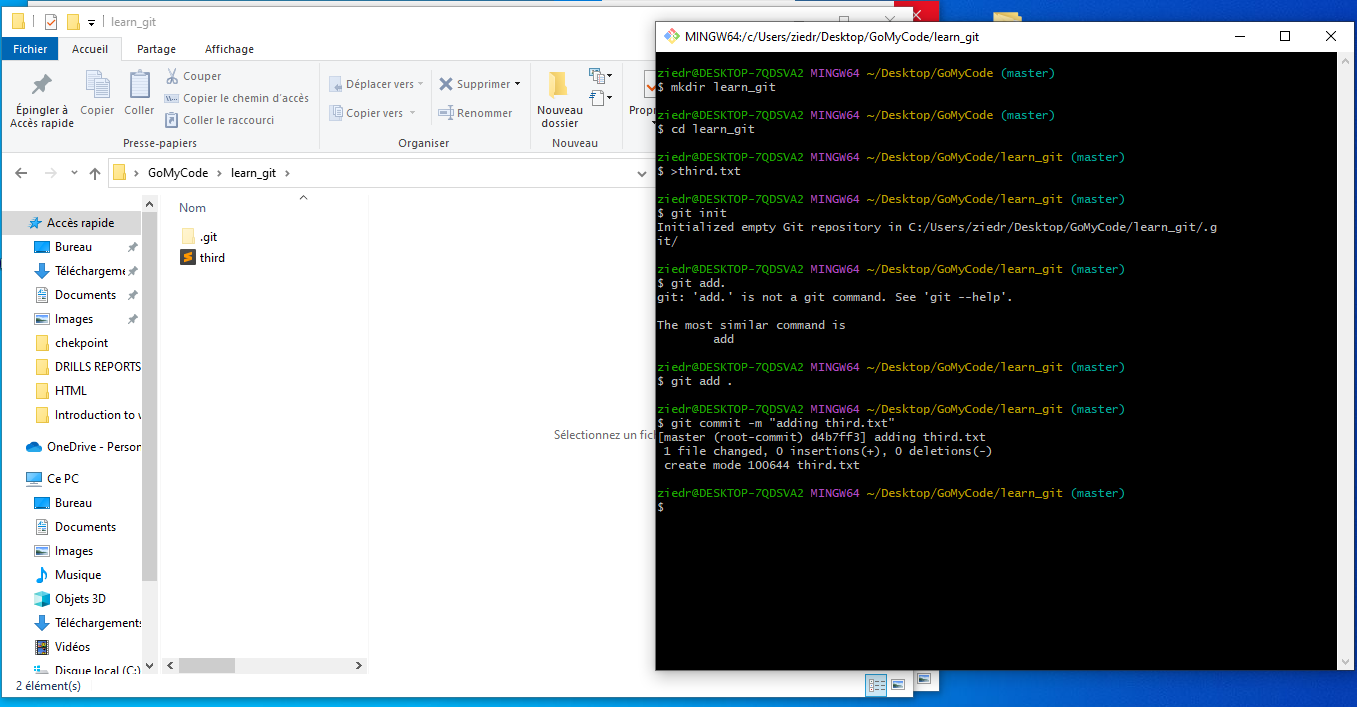 learn_git
Fichier
Accueil
Partage
Affichage
Épingler à
Accès rapide
Copier
Coller
Couper
Copier le chemin d'accès
Coller le raccourci
Presse-papiers
Déplacer vers
Copier vers
Supprimer
Renommer
Organiser
Nouveau
dossier
Nouveau
Propr
GoMyCode
learn_git
Nom
.git
third
Accès rapide
Bureau
Téléchargeme
Documents
Images
chekpoint
DRILLS REPORTS
HTML
Introduction to
OneDrive - Person
Ce PC
Bureau
Documents
Images
Musique
Objets 3D
Téléchargements
Vidéos
Disque local (C:)
Sélectionnez un fich
2 élément(s)
MINGW64:/c/Users/ziedr/Desktop/GoMyCode/learn_git
ziedr@DESKTOP-7QDSVA2 MINGW64 ~/Desktop/GoMyCode (master)
$ mkdir learn_git
ziedr@DESKTOP-7QDSVA2 MINGW64 ~/Desktop/GoMyCode (master)
$ cd learn_git
ziedr@DESKTOP-7QDSVA2 MINGW64 ~/Desktop/GoMyCode/learn_git (master)
$ >third.txt
ziedr@DESKTOP-7QDSVA2 MINGW64 ~/Desktop/GoMyCode/learn_git (master)
$ git init
Initialized empty Git repository in C:/Users/ziedr/Desktop/GoMyCode/learn_git/.g
it/
ziedr@DESKTOP-7QDSVA2 MINGW64 ~/Desktop/GoMyCode/learn_git (master)
$ git add.
git: 'add.' is not a git command. See 'git --help'.
The most similar command is
add
ziedr@DESKTOP-7QDSVA2 MINGW64 ~/Desktop/GoMyCode/learn_git (master)
$ git add .
ziedr@DESKTOP-7QDSVA2 MINGW64 ~/Desktop/GoMyCode/learn_git (master)
$ git commit -m "adding third.txt"
[master (root-commit) d4b7ff3] adding third.txt
1 file changed, 0 insertions(+), 0 deletions(-)
create mode 100644 third.txt
ziedr@DESKTOP-7QDSVA2 MINGW64 ~/Desktop/GoMyCode/learn_git (master)
$